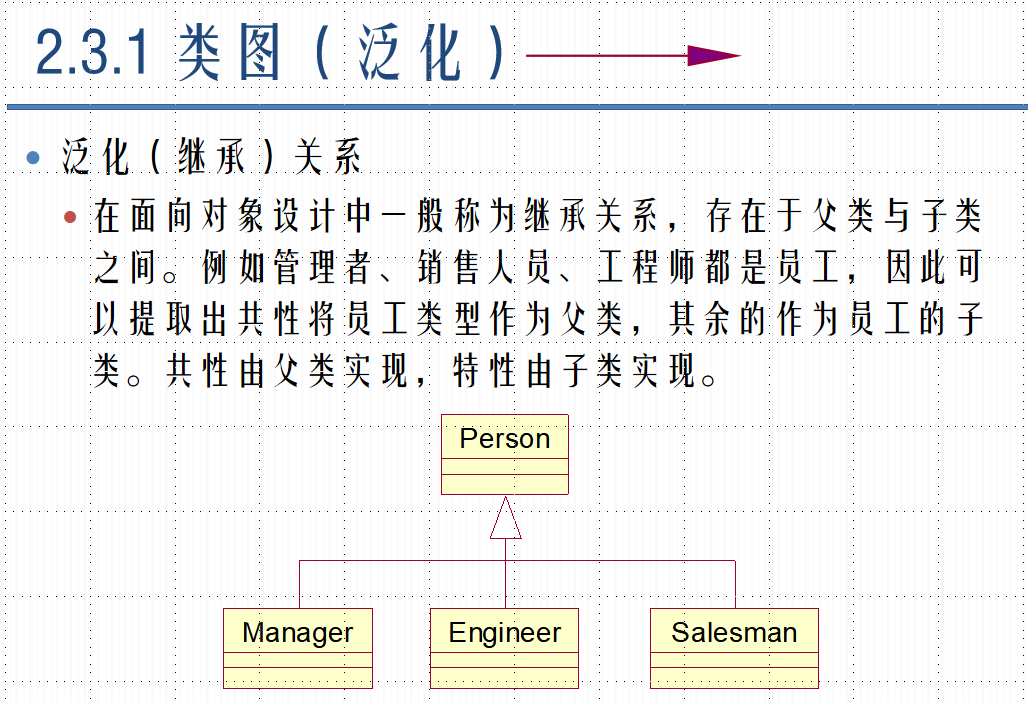 2.3.1 类图（泛化）
泛化（继承）关系
在面向对象设计中一般称为继承关系，存在于父类与子类
之间。例如管理者、销售人员、工程师都是员工，因此可
以提取出共性将员工类型作为父类，其余的作为员工的子
类。共性由父类实现，特性由子类实现。
Person
Manager
Engineer
Salesman